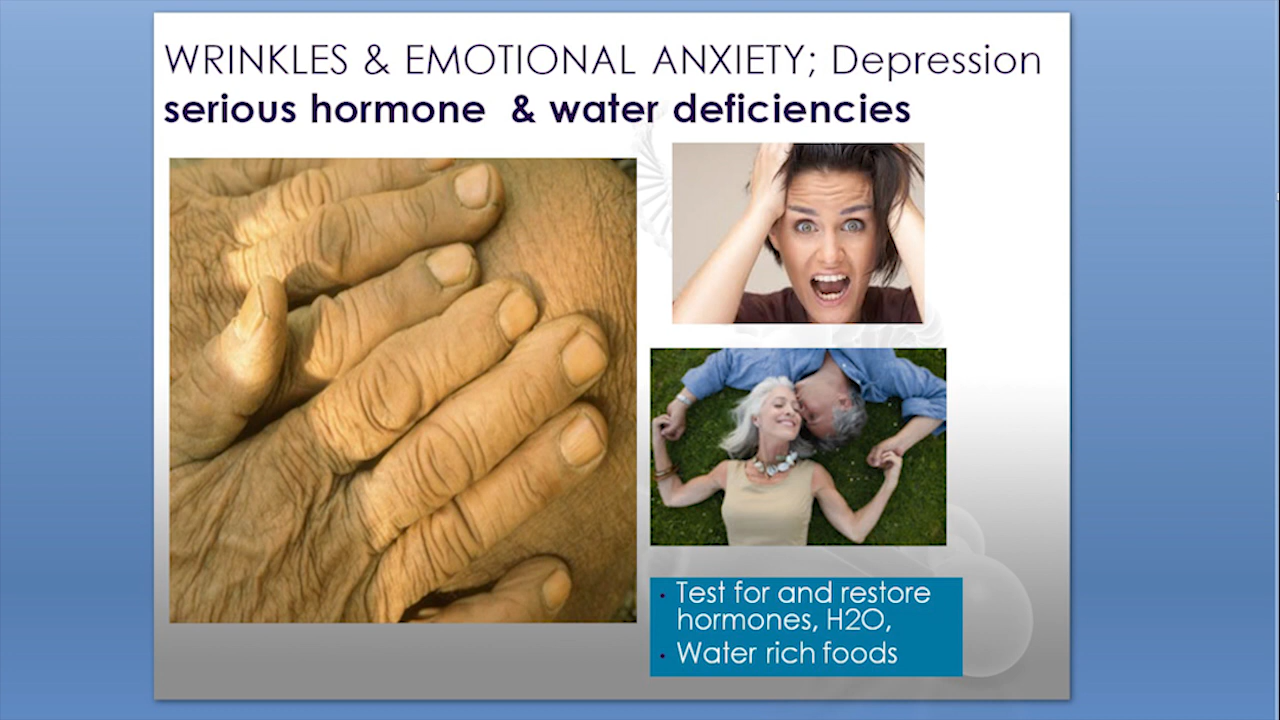 WRINKLES & EMOTIONAL ANXIETY; Depression
serious hormone & water deficiencies
• Test for and restore
hormones, H2O,
• Water rich foods